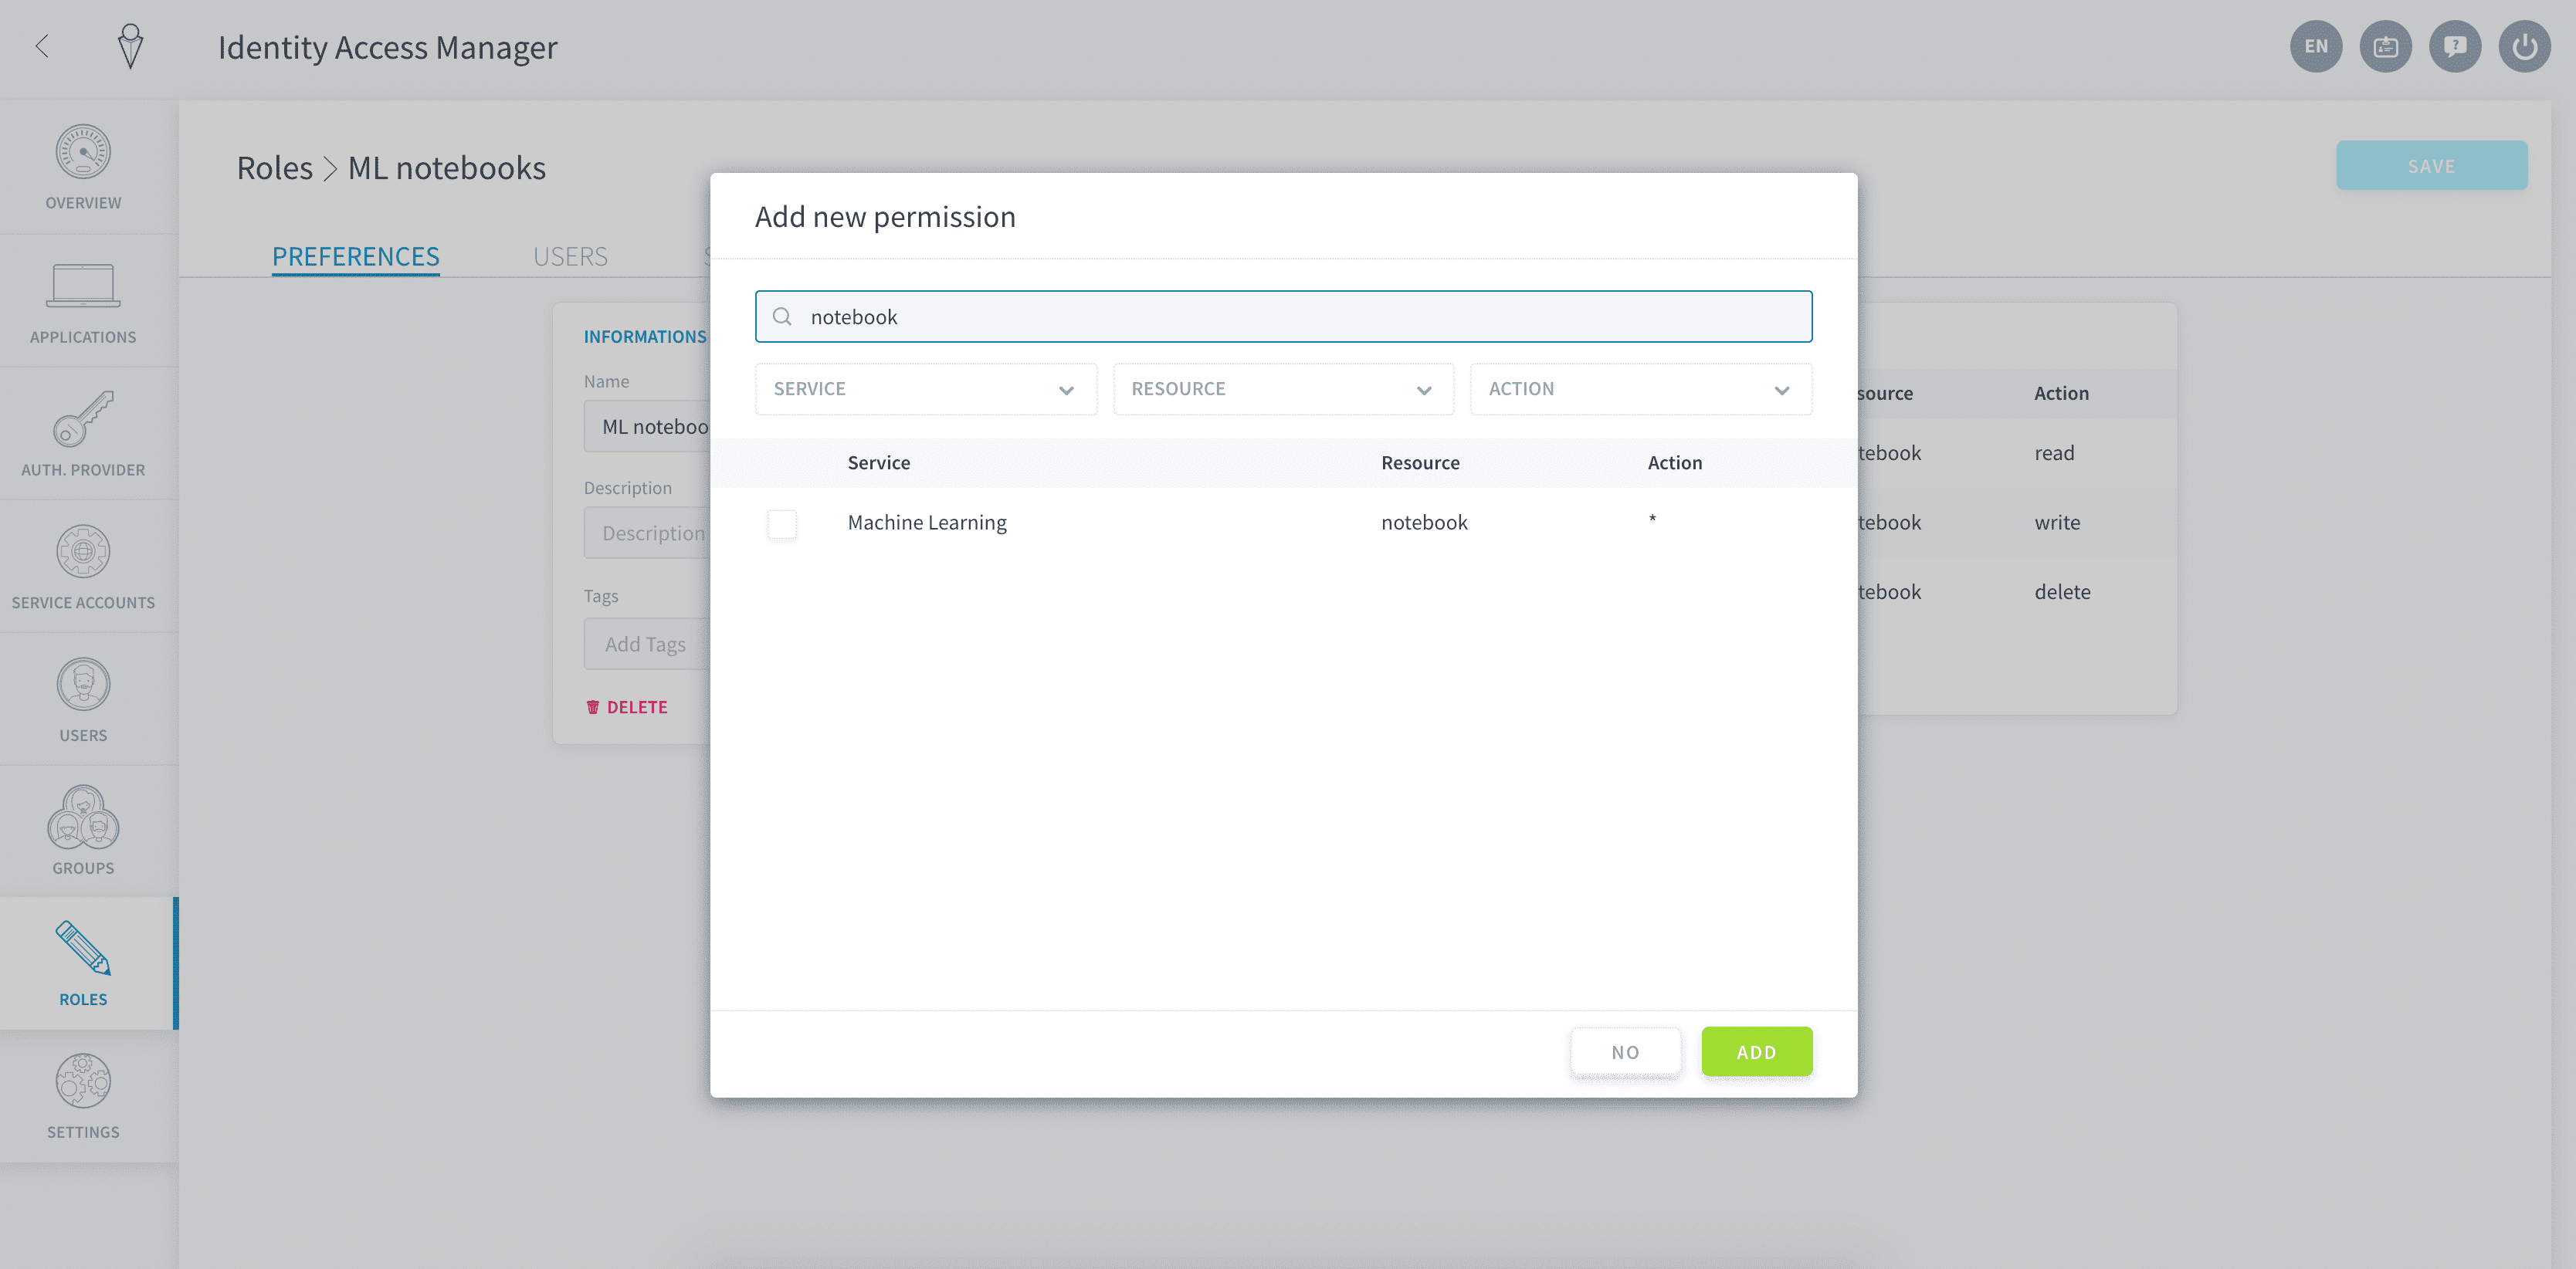 Identity Access Manager
EN
OVERVIEW
APPLICATIONS
AUTH. PROVIDER
SERVICE ACCOUNTS
USERS
GROUPS
ROLES
SETTINGS
Roles > ML notebooks
SAVE
PREFERENCES USERS S
INFORMATIONS
Name
ML noteboo
Description
Description
Tags
Add Tags
DELETE
source Action
tebook read
tebook write
tebook delete
Add new permission
notebook
SERVICE RESOURCE ACTION
Service Resource Action
Machine Learning notebook *
NO ADD